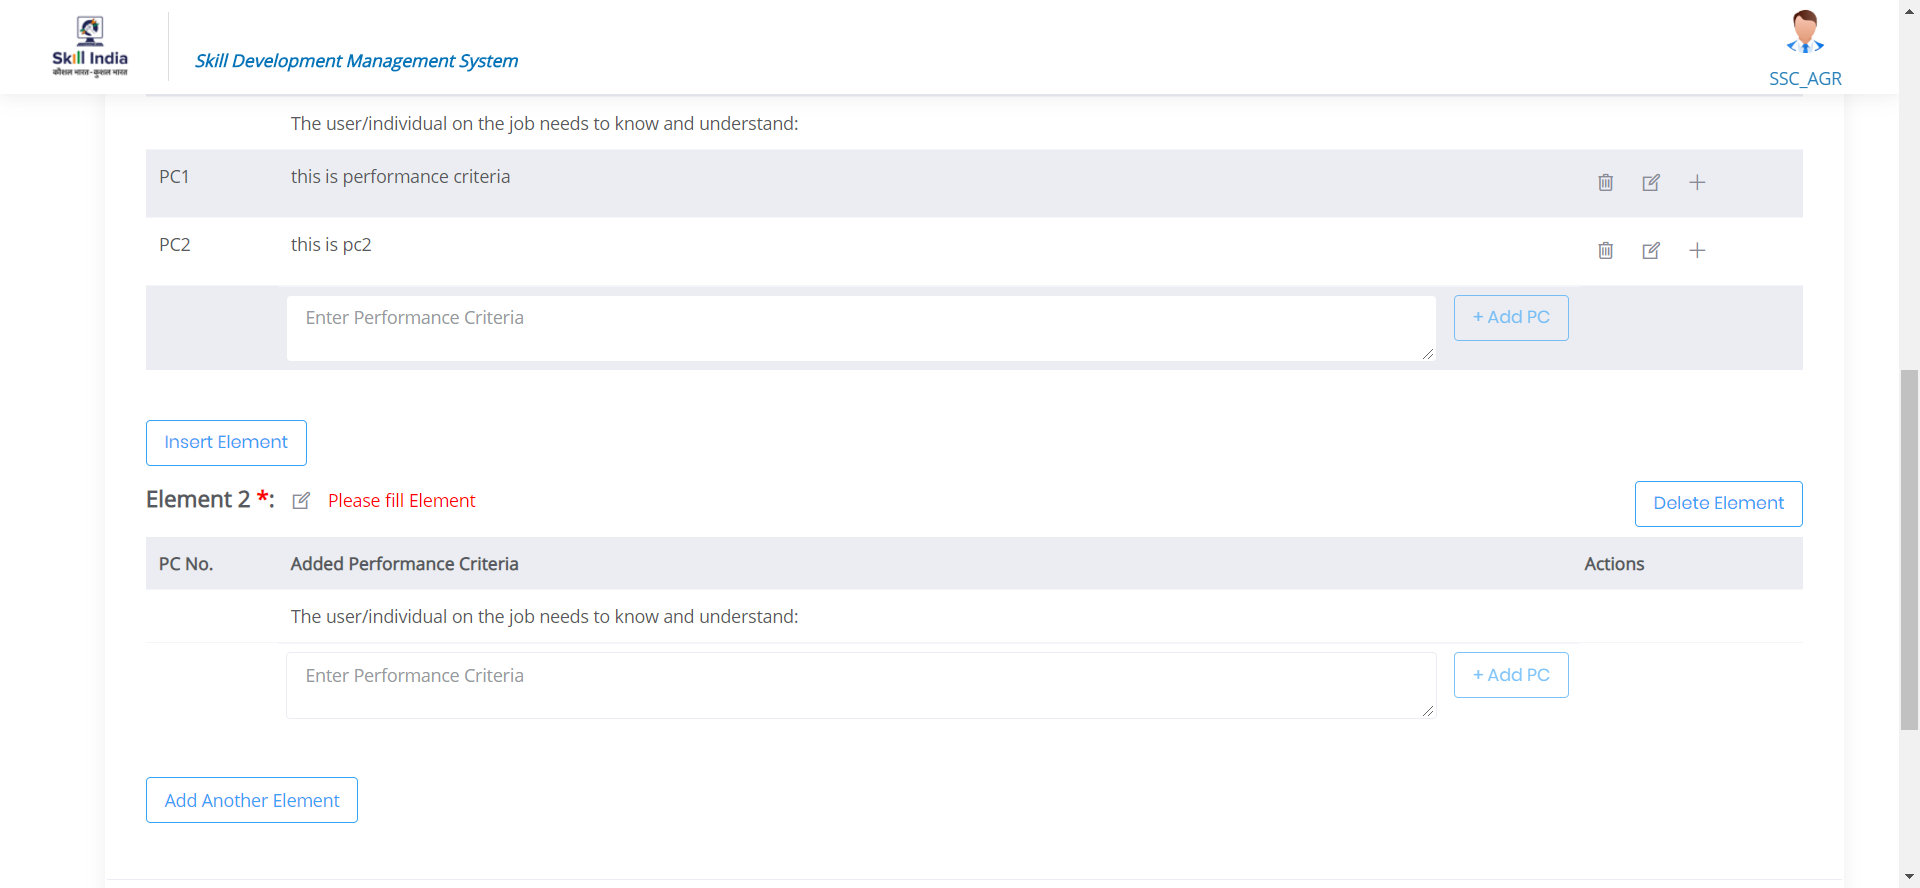 Skill India
कौशल भारत - कुशल भारत
Skill Development Management System
SSC_AGR
The user/individual on the job needs to know and understand:
PC1 this is performance criteria
PC2 this is pc2
Enter Performance Criteria + Add PC
Insert Element
Element 2 *: Please fill Element Delete Element
PC No. Added Performance Criteria Actions
The user/individual on the job needs to know and understand:
Enter Performance Criteria + Add PC
Add Another Element